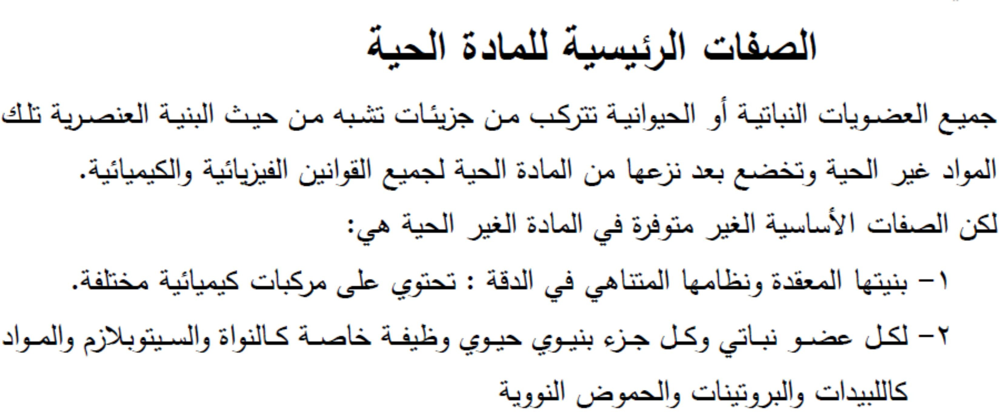 الصفات الرئيسية للمادة الحية
جميع العضويات النباتية أو الحيوانية تتركب من جزيئات تشبه من حيث البنية العنصرية تلك
المواد غير الحية وتخضع بعد نزعها من المادة الحية لجميع القوانين الفيزيائية والكيميائية.
لكن الصفات الأساسية الغير متوفرة في المادة الغير الحية هي:
١- بنيتها المعقدة ونظامها المتناهي في الدقة : تحتوي على مركبات كيميائية مختلفة.
٢- لكل عضو نباتي وكل جزء بنيوي حيوي وظيفة خاصة كالنواة والسيتوبلازم والمواد
كالليبدات والبروتينات والحموض النووية